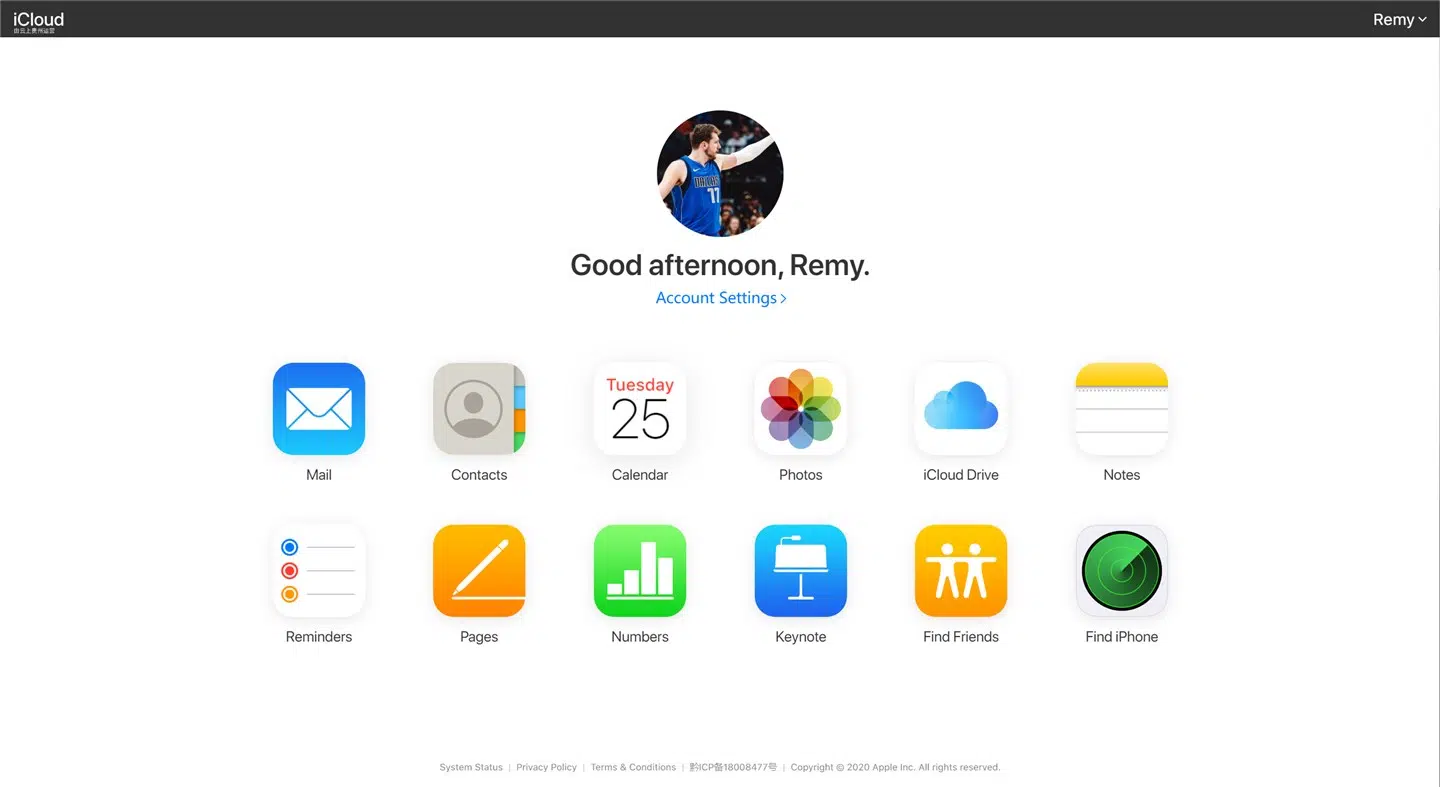 iCloud
由云上贵州运营
Remy
DALLAS
77
Good afternoon, Remy.
Account Settings
Tuesday
25
Mail
Contacts
Calendar
Photos
iCloud Drive
Notes
Reminders
Pages
Numbers
Keynote
Find Friends
Find iPhone
System Status | Privacy Policy | Terms & Conditions | 黔ICP备18008477号 | Copyright © 2020 Apple Inc. All rights reserved.